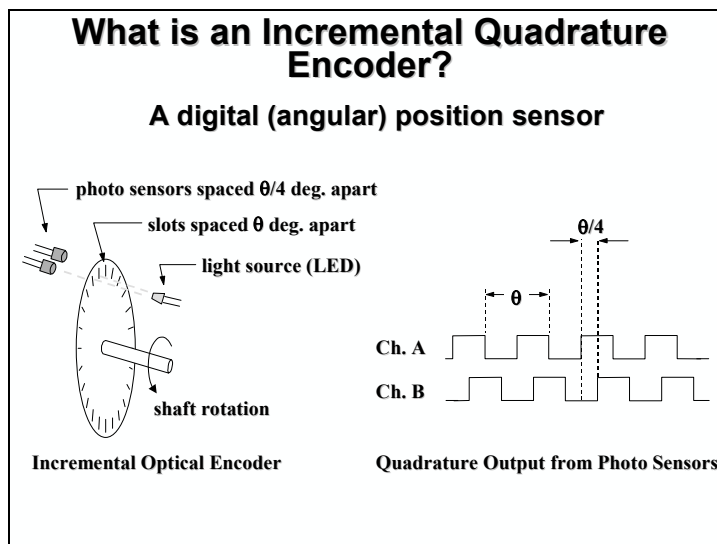 What is an Incremental Quadrature
Encoder?
A digital (angular) position sensor
photo sensors spaced θ/4 deg. apart
slots spaced θ deg. apart
light source (LED)
shaft rotation
Incremental Optical Encoder
θ/4
θ
Ch. A
Ch. B
Quadrature Output from Photo Sensors